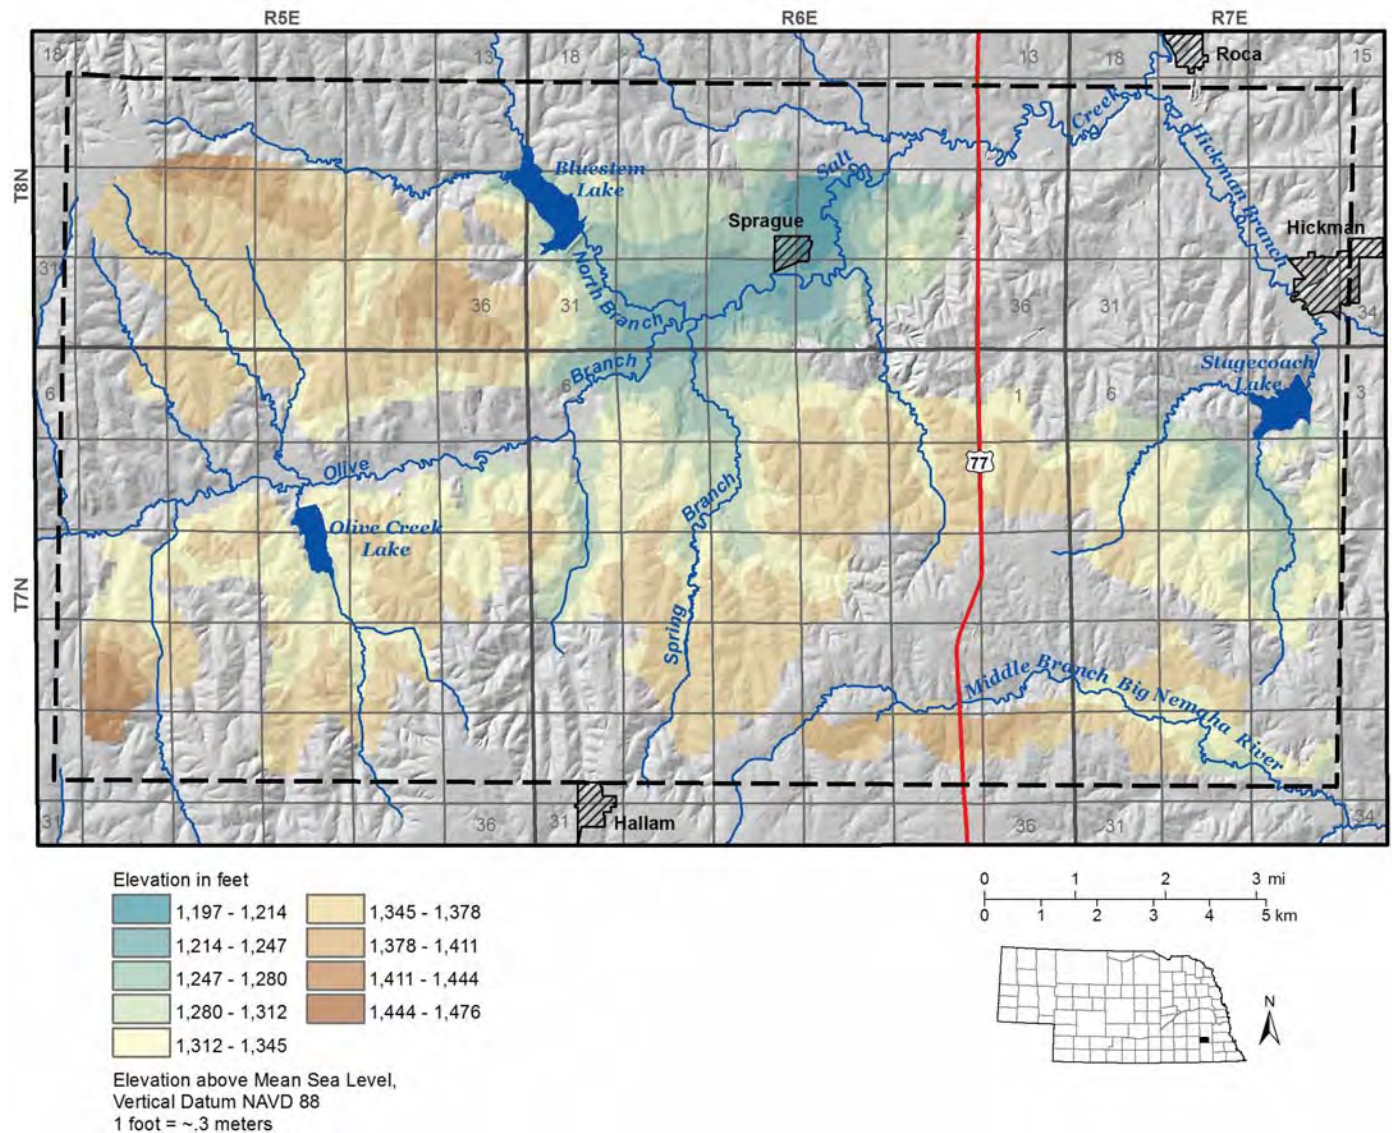 R5E
R6E
R7E
18
13
18
13
18
15
Roca
Creek
Salt
Hickman Branch
T8N
Bluestem
Lake
Sprague
Hickman
31
36
31
36
31
34
North Branch
Branch
Stagecoach
Lake
6
6
1
6
3
77
Olive
Olive Creek
Lake
Branch
Spring
T7N
Middle Branch Big Nemaha River
31
36
31
36
31
34
Hallam
Elevation in feet
1,197 - 1,214
1,214 - 1,247
1,247 - 1,280
1,280 - 1,312
1,312 - 1,345
1,345 - 1,378
1,378 - 1,411
1,411 - 1,444
1,444 - 1,476
Elevation above Mean Sea Level,
Vertical Datum NAVD 88
1 foot = ~.3 meters
0 1 2 3 mi
0 1 2 3 4 5 km
N